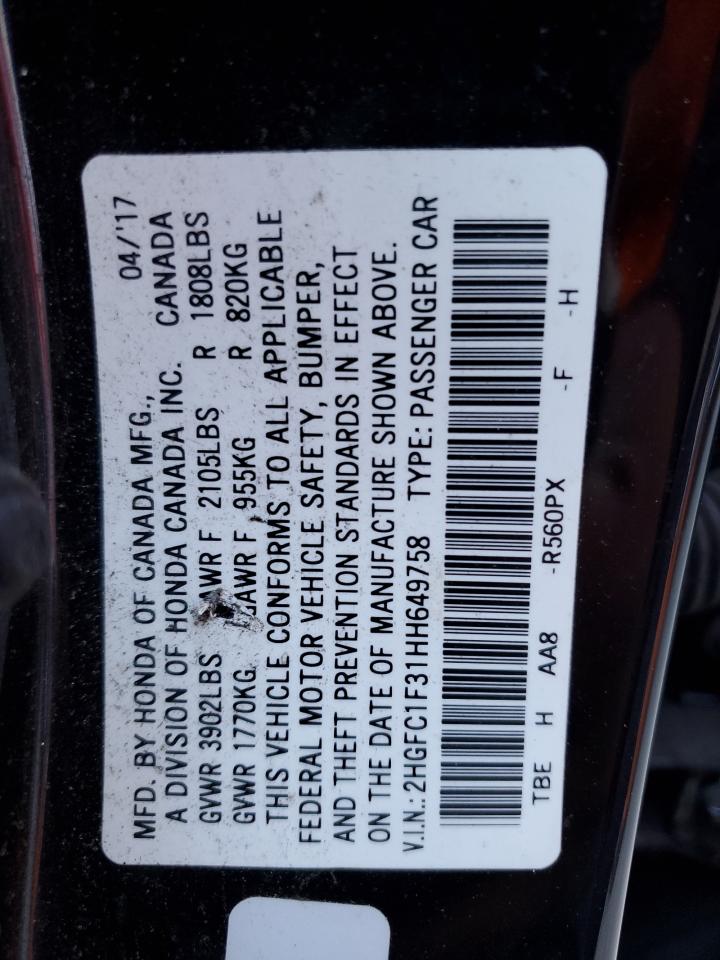 MFD. BY HONDA OF CANADA MFG., 04/'17
A DIVISION OF HONDA CANADA INC. CANADA
GVWR 3902LBS GAWR F 2105LBS R 1808LBS
GVWR 1770KG GAWR F 955KG R 820KG
THIS VEHICLE CONFORMS TO ALL APPLICABLE
FEDERAL MOTOR VEHICLE SAFETY, BUMPER,
AND THEFT PREVENTION STANDARDS IN EFFECT
ON THE DATE OF MANUFACTURE SHOWN ABOVE.
V.I.N.: 2HGFC1F31HH649758 TYPE: PASSENGER CAR
TBE H AA8 -R560PX -F -H